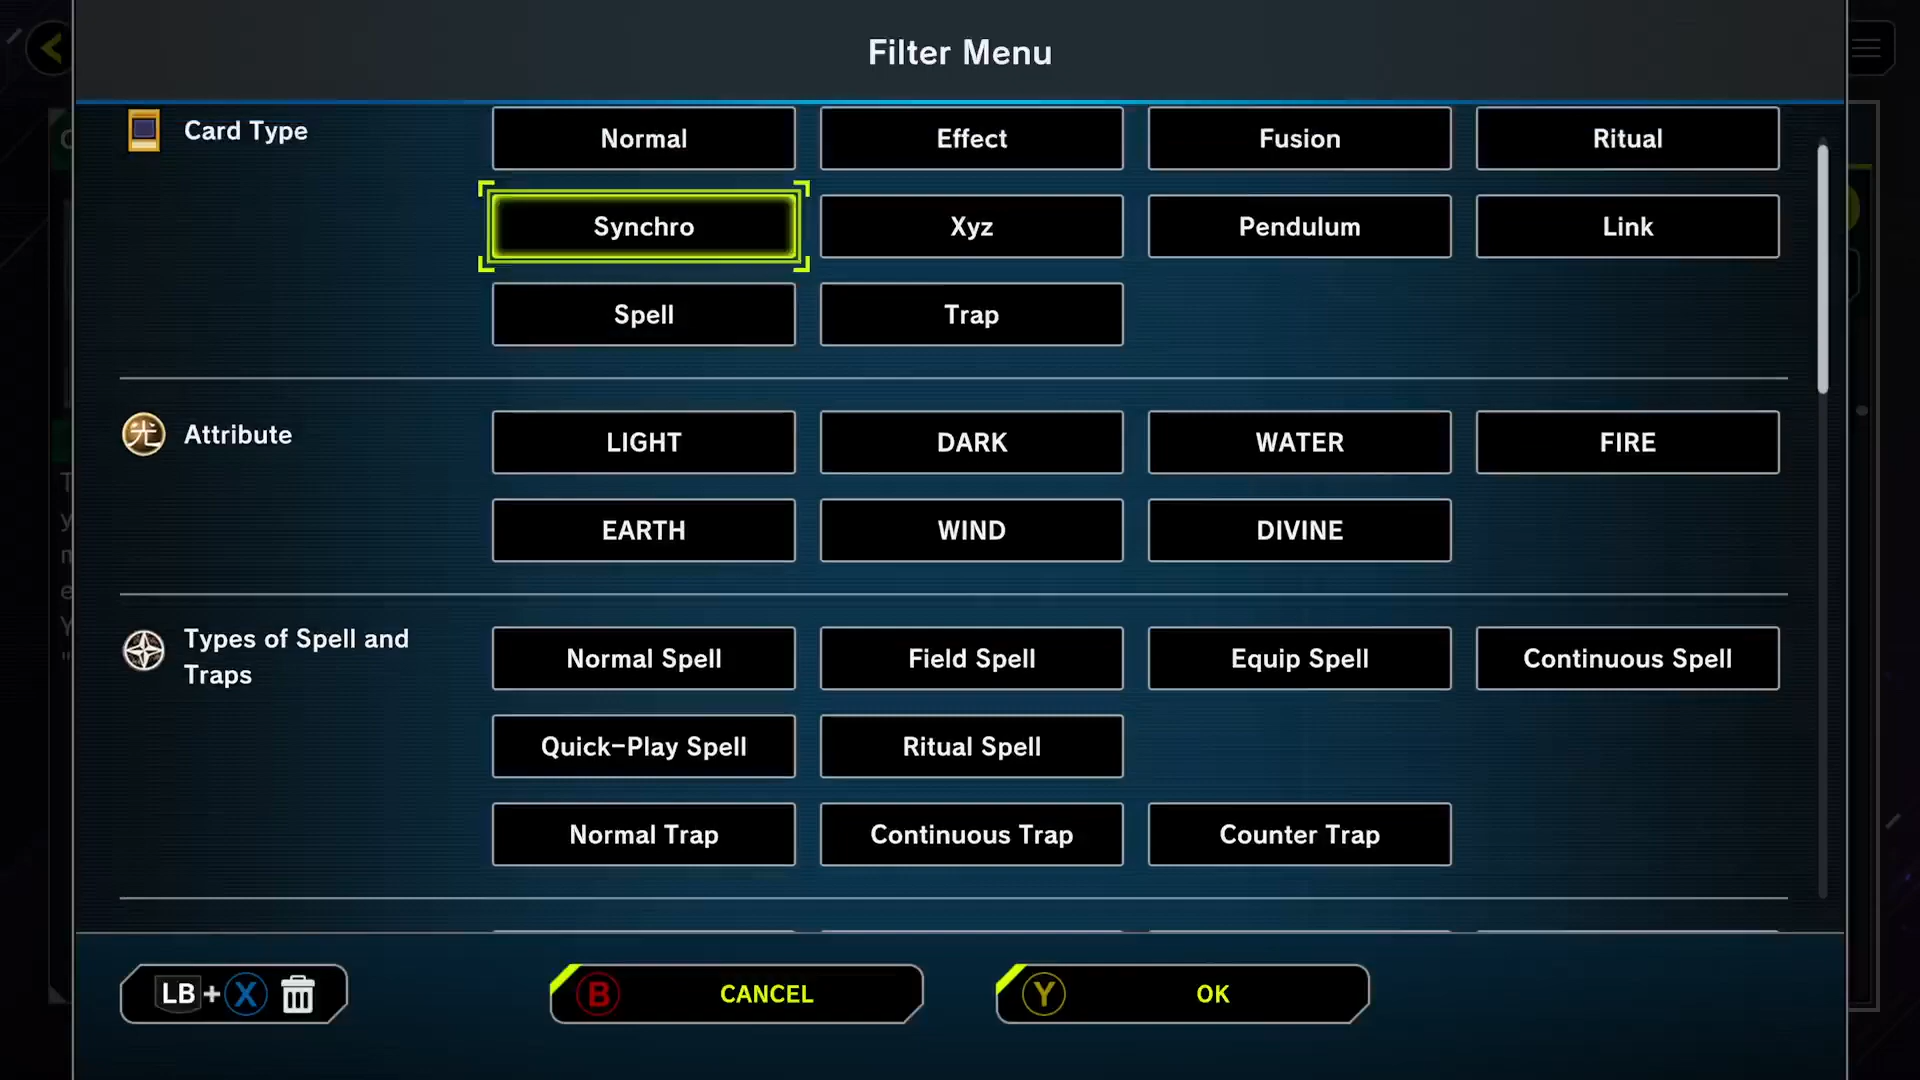 Filter Menu
Card Type
Normal
Effect
Fusion
Ritual
Synchro
Xyz
Pendulum
Link
Spell
Trap
光
Attribute
LIGHT
DARK
WATER
FIRE
EARTH
WIND
DIVINE
Types of Spell and
Traps
Normal Spell
Field Spell
Equip Spell
Continuous Spell
Quick-Play Spell
Ritual Spell
Normal Trap
Continuous Trap
Counter Trap
LB+X
B CANCEL
Y OK